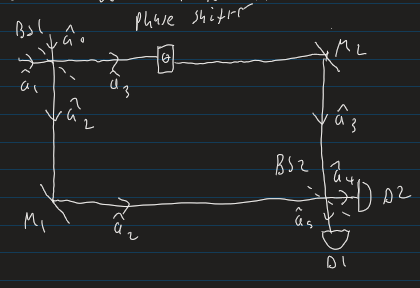 Phase shifter
BS1
â₀
M₂
θ
â₁
â₃
â₂
â₃
BS2
â₄
D2
M₁
â₂
â₅
D1